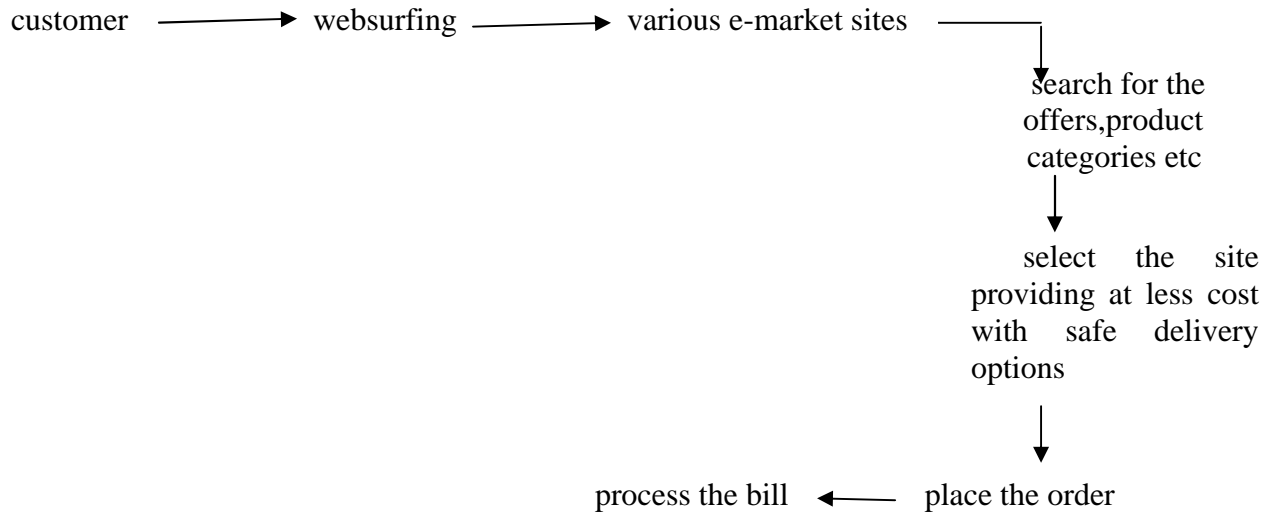 customer
websurfing
various e-market sites
search for the
offers,product
categories etc
select the site
providing at less cost
with safe delivery
options
place the order
process the bill